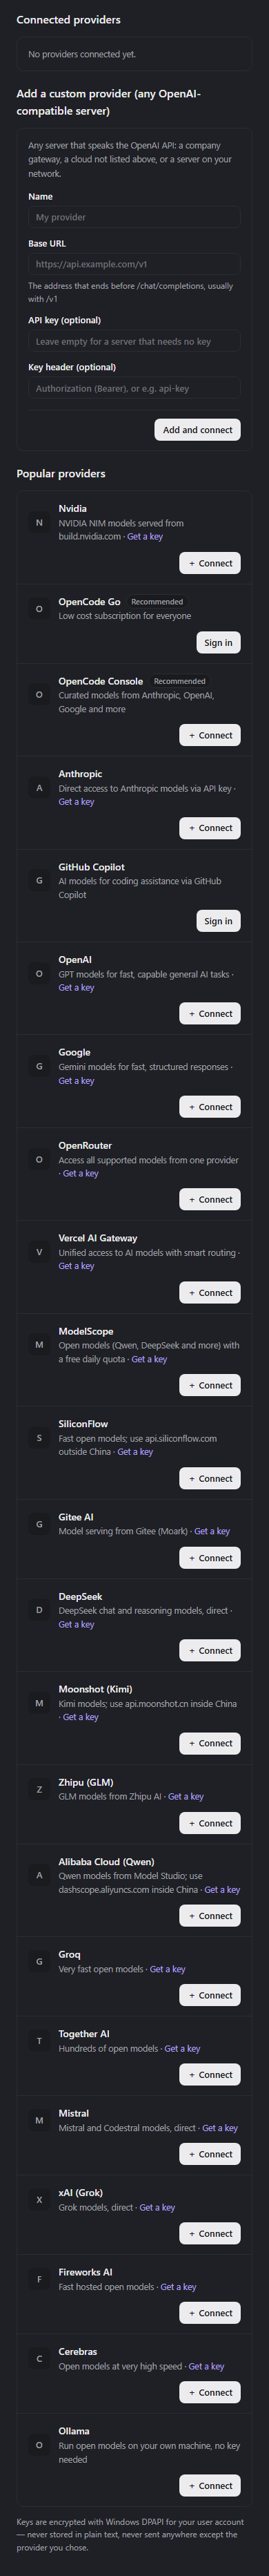 Connected providers
No providers connected yet.
Add a custom provider (any OpenAI-
compatible server)
Any server that speaks the OpenAI API: a company
gateway, a cloud not listed above, or a server on your
network.
Name
My provider
Base URL
https://api.example.com/v1
The address that ends before /chat/completions, usually
with /v1
API key (optional)
Leave empty for a server that needs no key
Key header (optional)
Authorization (Bearer), or e.g. api-key
Add and connect
Popular providers
N
Nvidia
NVIDIA NIM models served from
build.nvidia.com · Get a key
+ Connect
O
OpenCode Go Recommended
Low cost subscription for everyone
Sign in
O
OpenCode Console Recommended
Curated models from Anthropic, OpenAI,
Google and more
+ Connect
A
Anthropic
Direct access to Anthropic models via API key ·
Get a key
+ Connect
G
GitHub Copilot
AI models for coding assistance via GitHub
Copilot
Sign in
O
OpenAI
GPT models for fast, capable general AI tasks ·
Get a key
+ Connect
G
Google
Gemini models for fast, structured responses ·
Get a key
+ Connect
O
OpenRouter
Access all supported models from one provider
· Get a key
+ Connect
V
Vercel AI Gateway
Unified access to AI models with smart routing ·
Get a key
+ Connect
M
ModelScope
Open models (Qwen, DeepSeek and more) with
a free daily quota · Get a key
+ Connect
S
SiliconFlow
Fast open models; use api.siliconflow.com
outside China · Get a key
+ Connect
G
Gitee AI
Model serving from Gitee (Moark) · Get a key
+ Connect
D
DeepSeek
DeepSeek chat and reasoning models, direct ·
Get a key
+ Connect
M
Moonshot (Kimi)
Kimi models; use api.moonshot.cn inside China
· Get a key
+ Connect
Z
Zhipu (GLM)
GLM models from Zhipu AI · Get a key
+ Connect
A
Alibaba Cloud (Qwen)
Qwen models from Model Studio; use
dashscope.aliyuncs.com inside China · Get a key
+ Connect
G
Groq
Very fast open models · Get a key
+ Connect
T
Together AI
Hundreds of open models · Get a key
+ Connect
M
Mistral
Mistral and Codestral models, direct · Get a key
+ Connect
X
xAI (Grok)
Grok models, direct · Get a key
+ Connect
F
Fireworks AI
Fast hosted open models · Get a key
+ Connect
C
Cerebras
Open models at very high speed · Get a key
+ Connect
O
Ollama
Run open models on your own machine, no key
needed
+ Connect
Keys are encrypted with Windows DPAPI for your user account
— never stored in plain text, never sent anywhere except the
provider you chose.